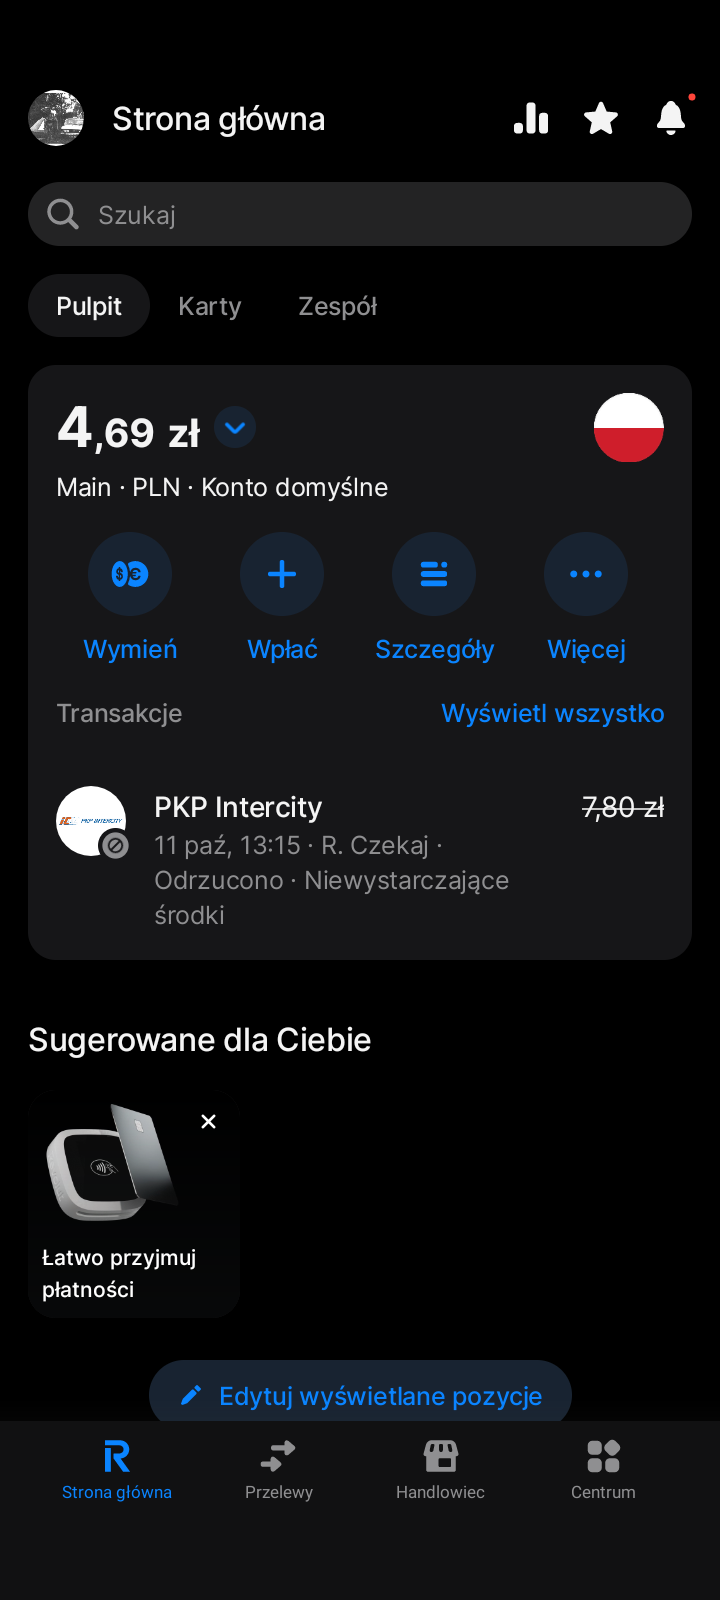 Strona główna
Szukaj
Pulpit Karty Zespół
4,69 zł
Main · PLN · Konto domyślne
Wymień Wpłać Szczegóły Więcej
Transakcje Wyświetl wszystko
PKP Intercity 7,80 zł
PKP INTERCITY
11 paź, 13:15 · R. Czekaj ·
Odrzucono · Niewystarczające
środki
Sugerowane dla Ciebie
Łatwo przyjmuj
płatności
Edytuj wyświetlane pozycje
Strona główna Przelewy Handlowiec Centrum